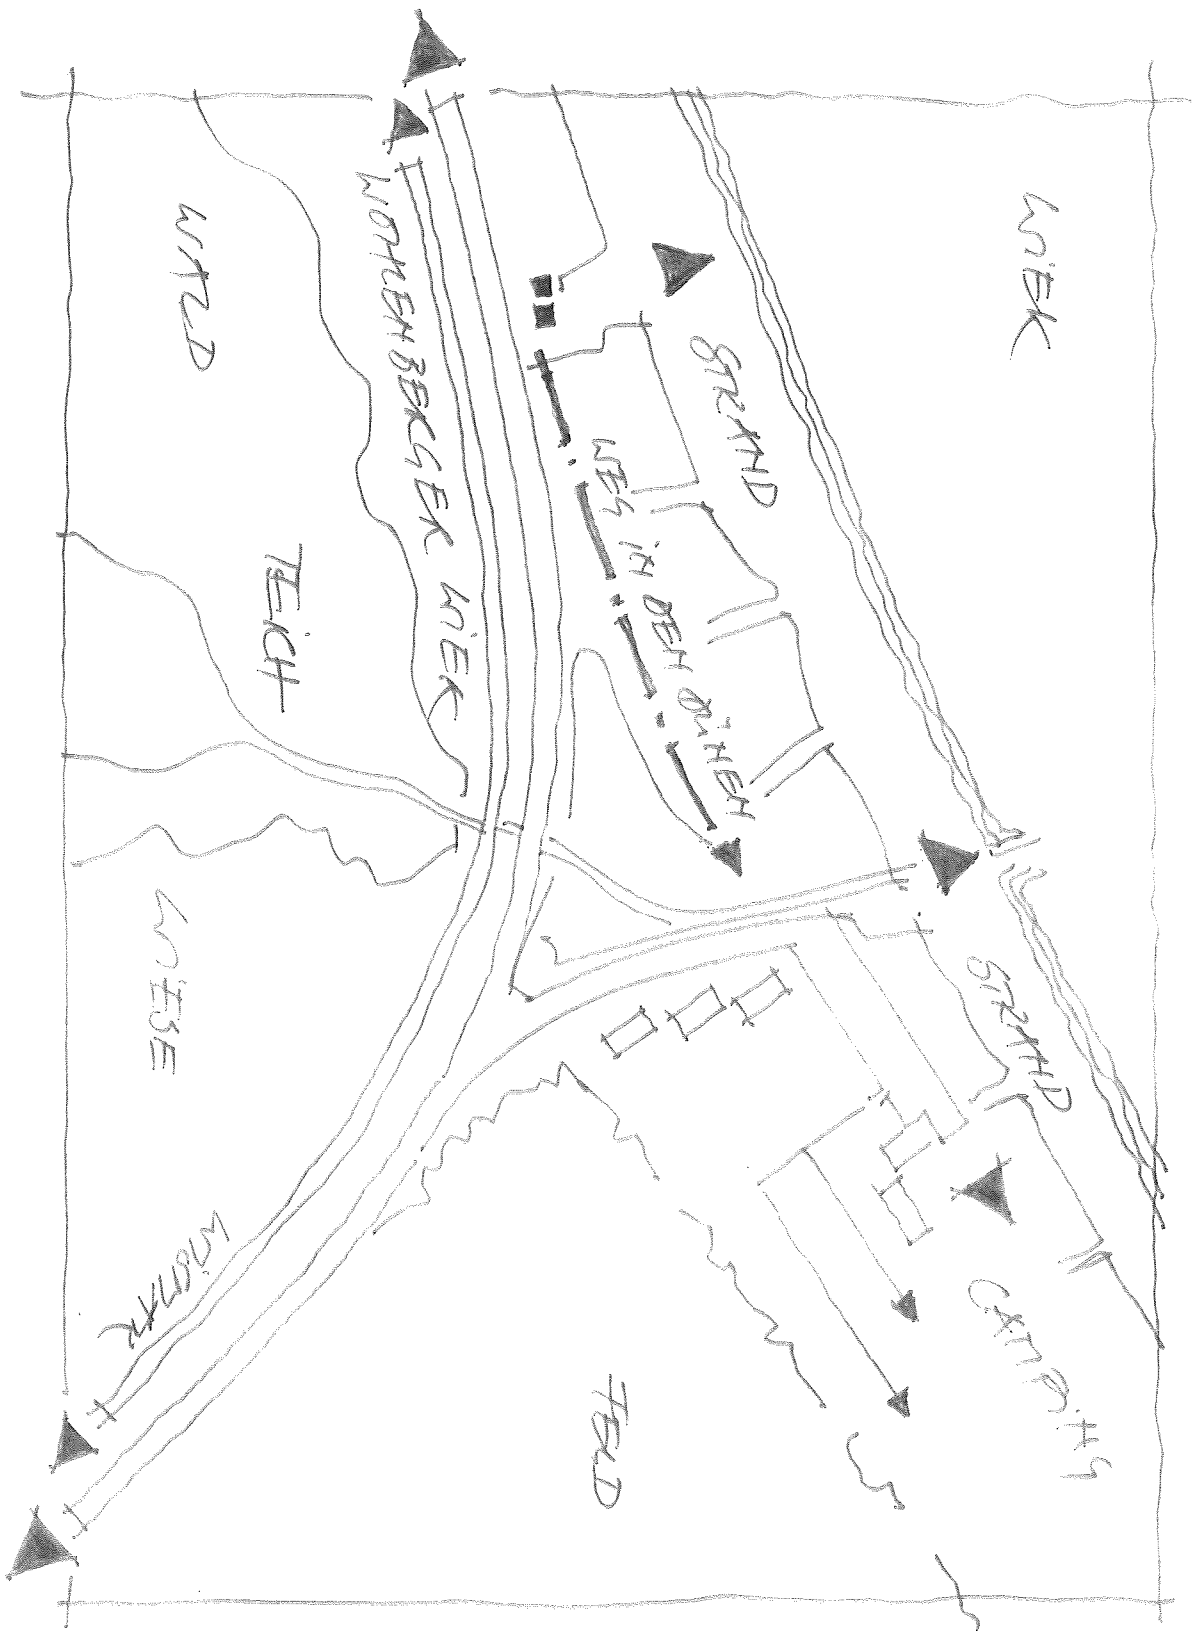 WIEK
STRAND
WEG IN DEN DÜNEN
STRAND
CAMPING
WOHLENBERGER WIEK
WALD
TEICH
WIESE
WISMAR
FELD